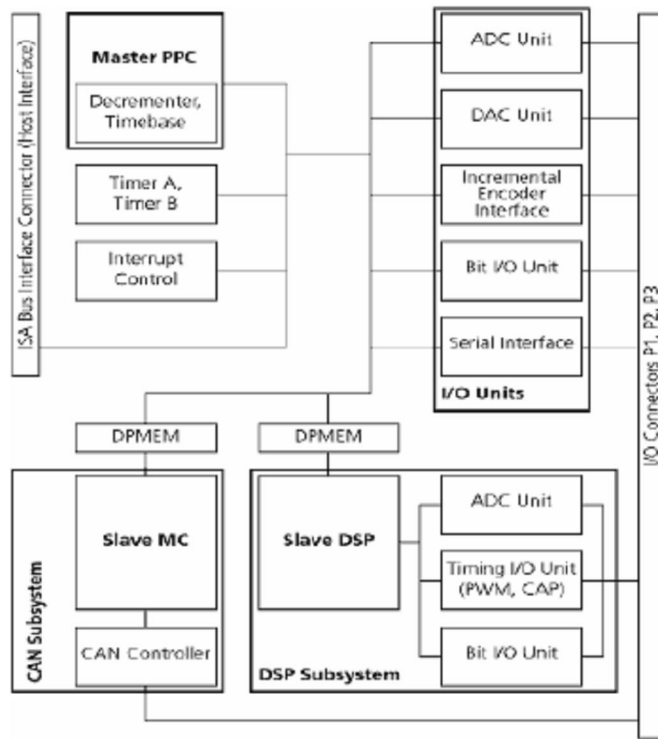 ISA Bus Interface Connector (Host Interface)
Master PPC
Decrementer,
Timebase
Timer A,
Timer B
Interrupt
Control
ADC Unit
DAC Unit
Incremental
Encoder
Interface
Bit I/O Unit
Serial Interface
I/O Units
I/O Connectors P1, P2, P3
DPMEM
DPMEM
CAN Subsystem
Slave MC
CAN Controller
Slave DSP
ADC Unit
Timing I/O Unit
(PWM, CAP)
Bit I/O Unit
DSP Subsystem